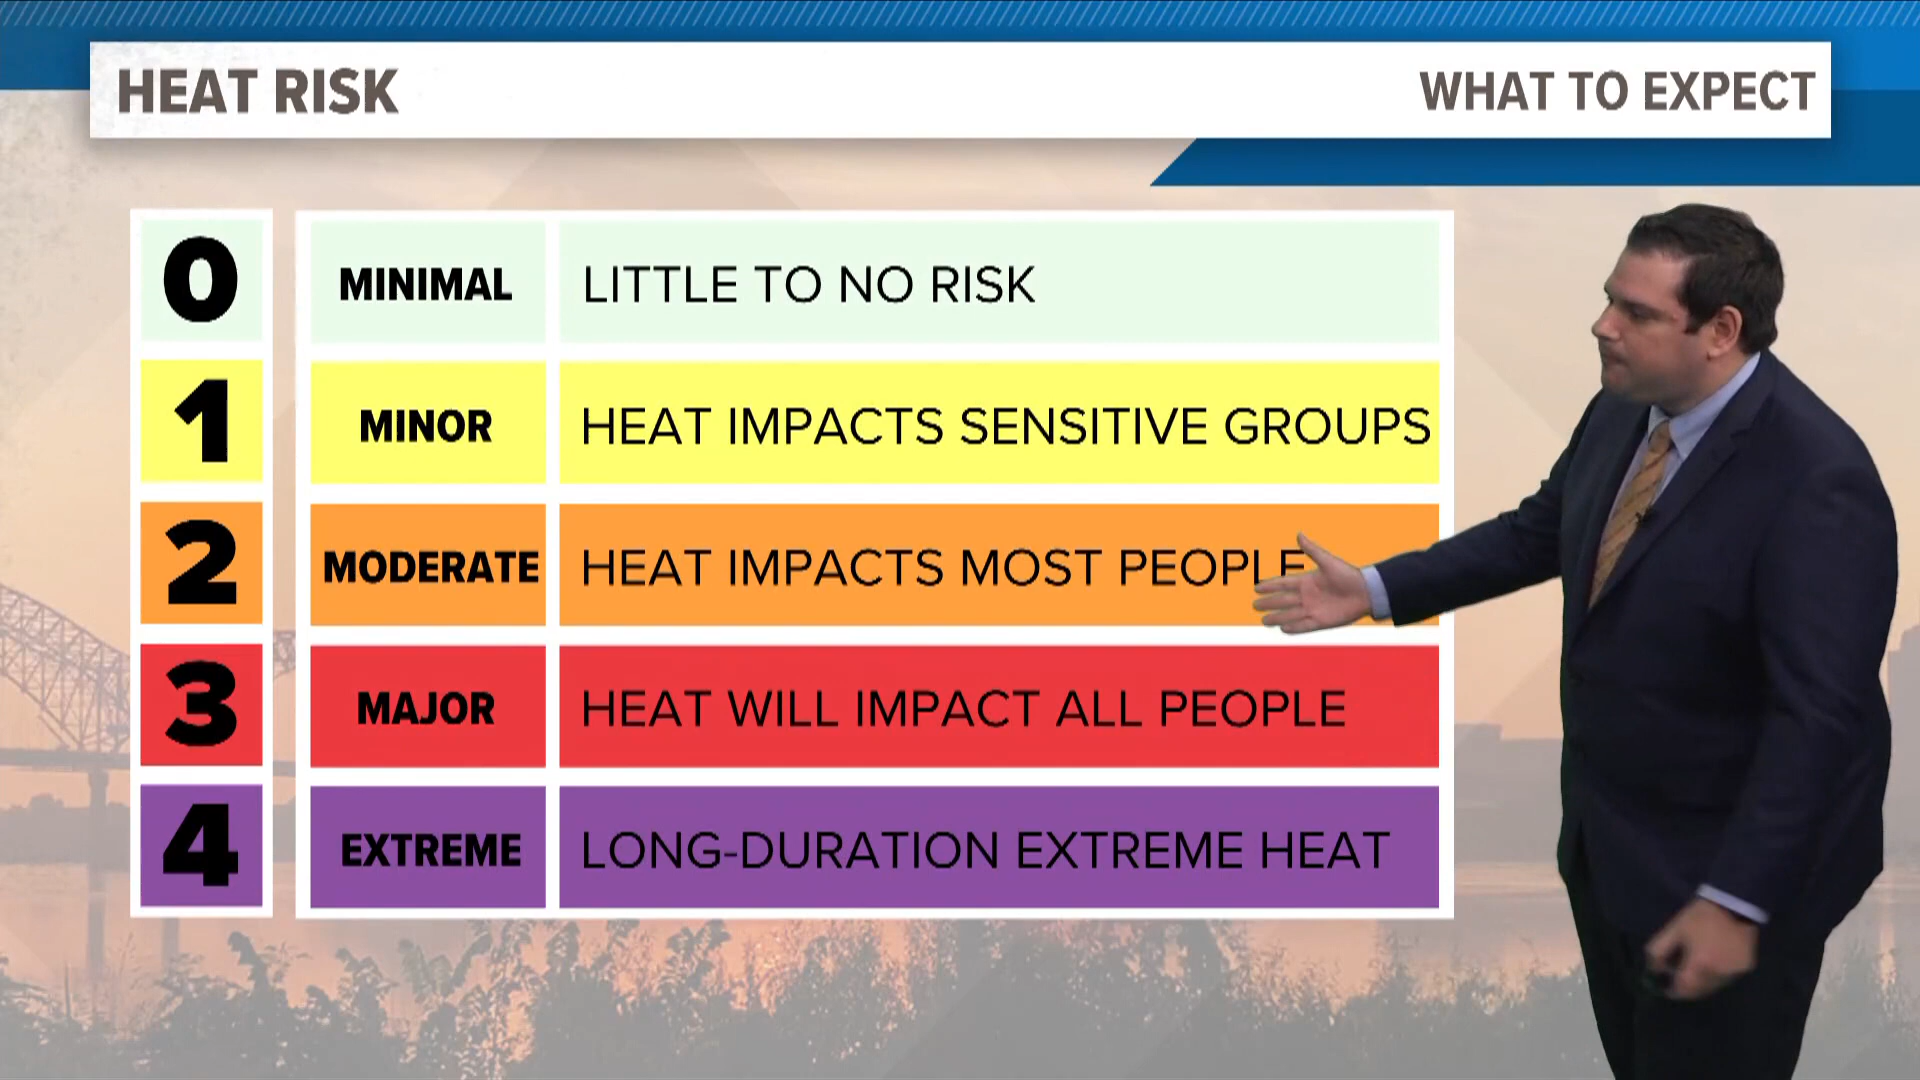 HEAT RISK
WHAT TO EXPECT
0 MINIMAL LITTLE TO NO RISK
1 MINOR HEAT IMPACTS SENSITIVE GROUPS
2 MODERATE HEAT IMPACTS MOST PEOPLE
3 MAJOR HEAT WILL IMPACT ALL PEOPLE
4 EXTREME LONG-DURATION EXTREME HEAT